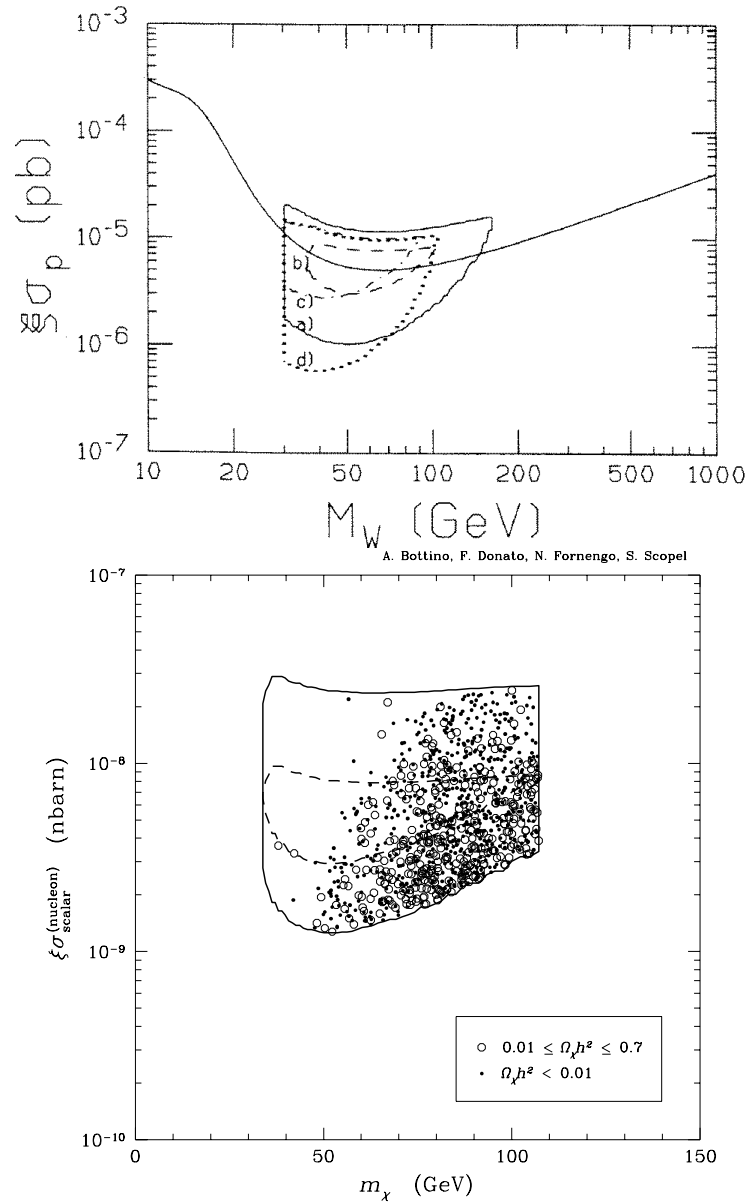 10⁻³
10⁻⁴
10⁻⁵
10⁻⁶
10⁻⁷
ξσₚ (pb)
b)
c)
a)
d)
10 20 50 100 200 500 1000
M_W (GeV)
A. Bottino, F. Donato, N. Fornengo, S. Scopel
10⁻⁷
10⁻⁸
10⁻⁹
10⁻¹⁰
ξσ_scalar^(nucleon) (nbarn)
0.01 ≤ Ω_χh² ≤ 0.7
Ω_χh² < 0.01
0 50 100 150
m_χ (GeV)